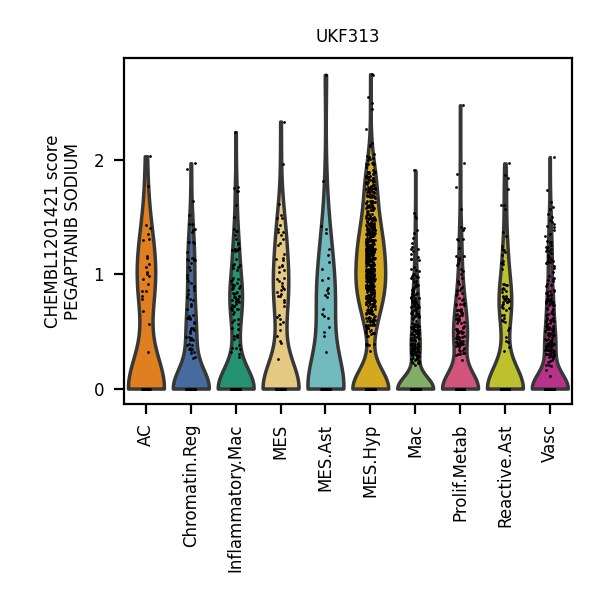 UKF313
CHEMBL1201421 score
PEGAPTANIB SODIUM
2
1
0
AC
Chromatin.Reg
Inflammatory.Mac
MES
MES.Ast
MES.Hyp
Mac
Prolif.Metab
Reactive.Ast
Vasc